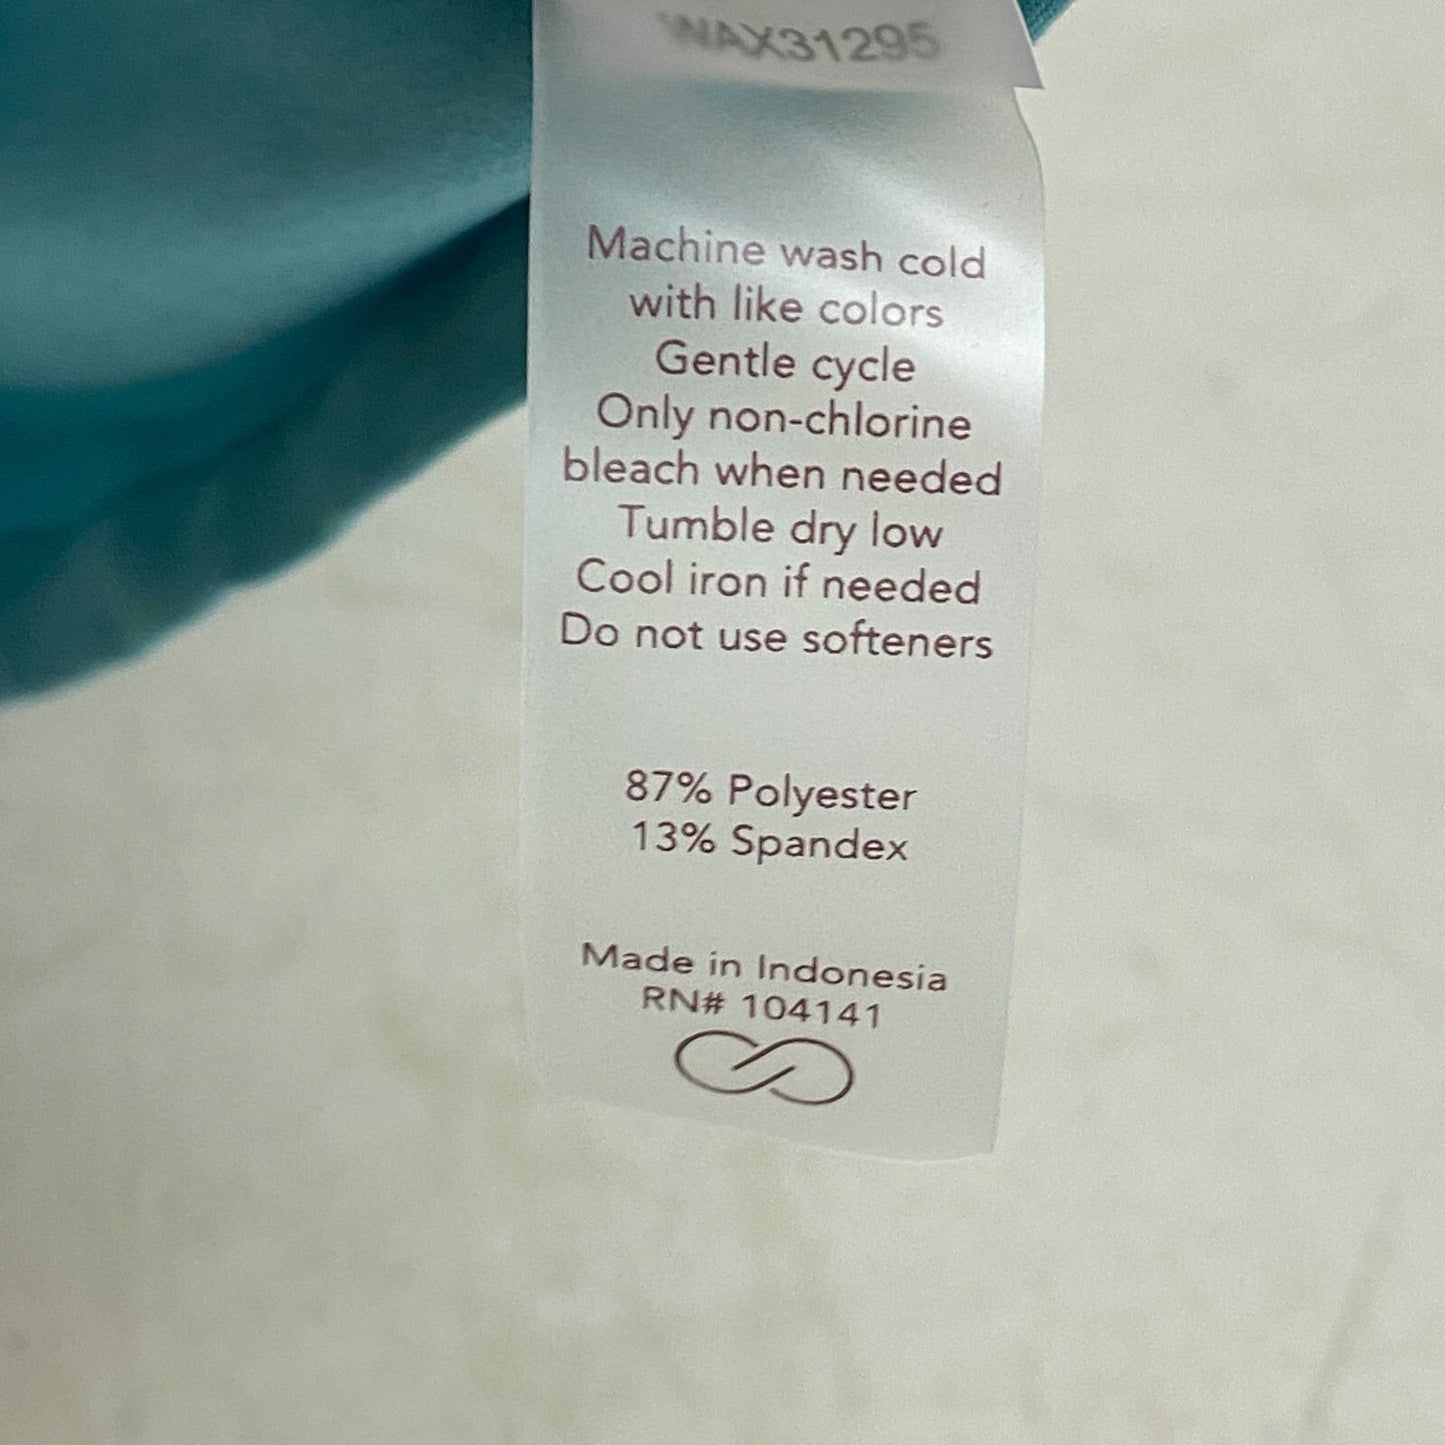 WAX31295
Machine wash cold
with like colors
Gentle cycle
Only non-chlorine
bleach when needed
Tumble dry low
Cool iron if needed
Do not use softeners
87% Polyester
13% Spandex
Made in Indonesia
RN# 104141